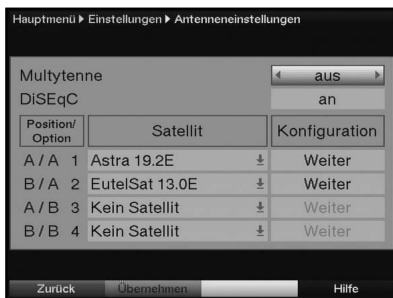 Hauptmenü ▸ Einstellungen ▸ Antenneneinstellungen
Multytenne aus
DiSEqC an
Position/ Option Satellit Konfiguration
A / A 1 Astra 19.2E Weiter
B / A 2 EutelSat 13.0E Weiter
A / B 3 Kein Satellit Weiter
B / B 4 Kein Satellit Weiter
Zurück Übernehmen Hilfe